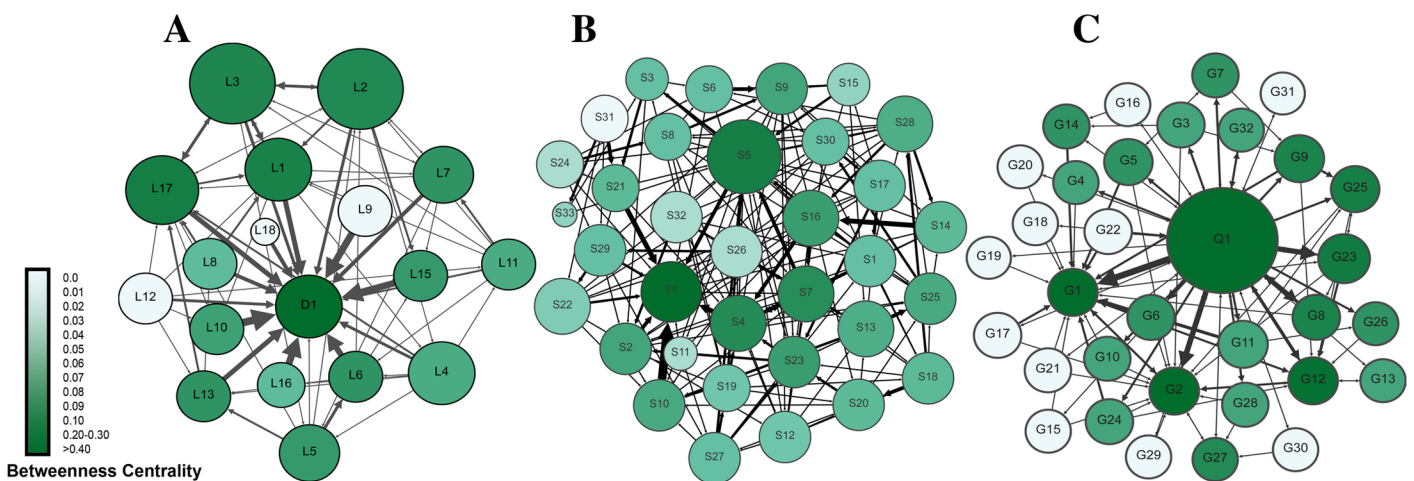 A
B
C
L3
L2
L1
L17
L7
L9
L18
L8
L15
L11
L12
D1
L10
L4
L13
L16
L6
L5
S3
S6
S9
S15
S31
S8
S28
S30
S5
S24
S21
S17
S33
S32
S16
S14
S29
S26
S1
T1
S7
S22
S25
S4
S13
S2
S11
S23
S18
S19
S10
S20
S12
S27
G7
G31
G16
G14
G3
G32
G20
G5
G9
G4
G25
G18
G22
Q1
G19
G23
G1
G17
G6
G8
G26
G11
G10
G21
G2
G12
G13
G28
G24
G15
G29
G27
G30
0.0
0.01
0.02
0.03
0.04
0.05
0.06
0.07
0.08
0.09
0.10
0.20-0.30
>0.40
Betweenness Centrality